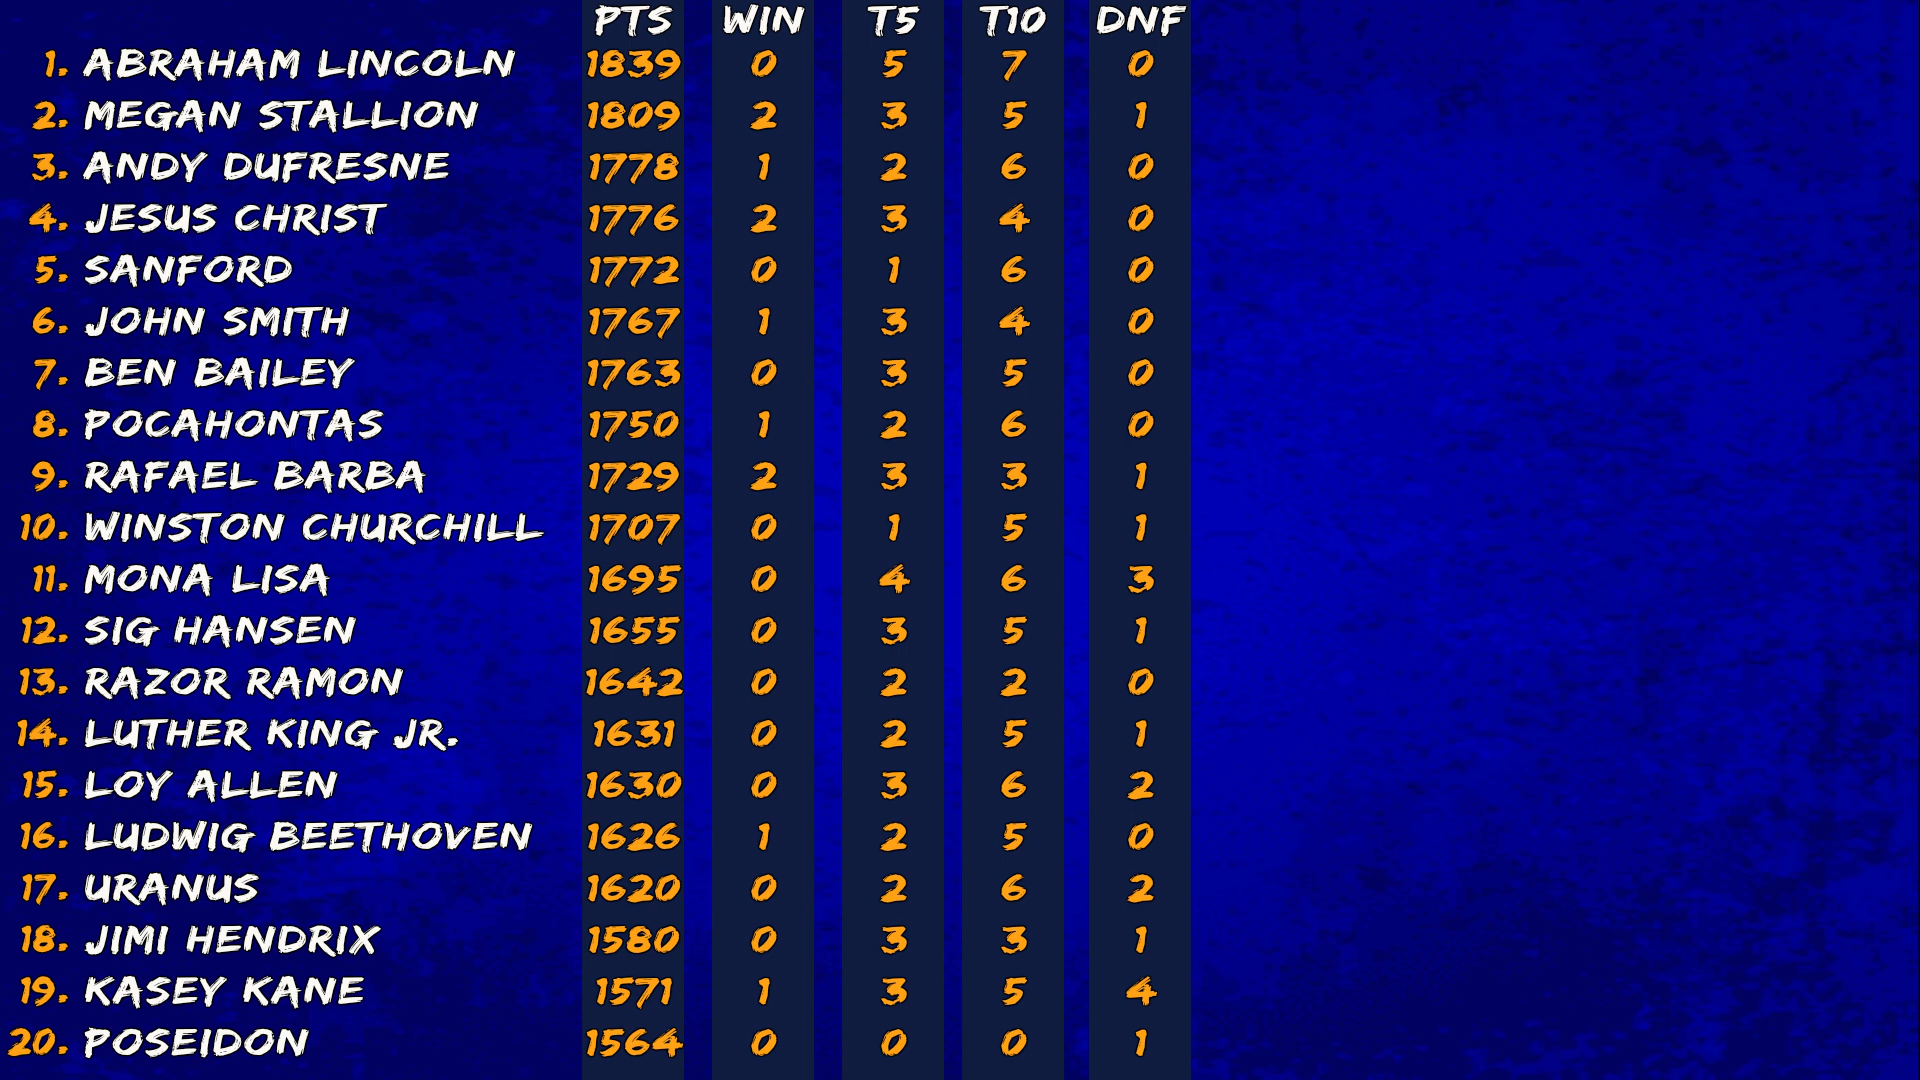 PTS WIN T5 T10 DNF
1. ABRAHAM LINCOLN 1839 0 5 7 0
2. MEGAN STALLION 1809 2 3 5 1
3. ANDY DUFRESNE 1778 1 2 6 0
4. JESUS CHRIST 1776 2 3 4 0
5. SANFORD 1772 0 1 6 0
6. JOHN SMITH 1767 1 3 4 0
7. BEN BAILEY 1763 0 3 5 0
8. POCAHONTAS 1750 1 2 6 0
9. RAFAEL BARBA 1729 2 3 3 1
10. WINSTON CHURCHILL 1707 0 1 5 1
11. MONA LISA 1695 0 4 6 3
12. SIG HANSEN 1655 0 3 5 1
13. RAZOR RAMON 1642 0 2 2 0
14. LUTHER KING JR. 1631 0 2 5 1
15. LOY ALLEN 1630 0 3 6 2
16. LUDWIG BEETHOVEN 1626 1 2 5 0
17. URANUS 1620 0 2 6 2
18. JIMI HENDRIX 1580 0 3 3 1
19. KASEY KANE 1571 1 3 5 4
20. POSEIDON 1564 0 0 0 1